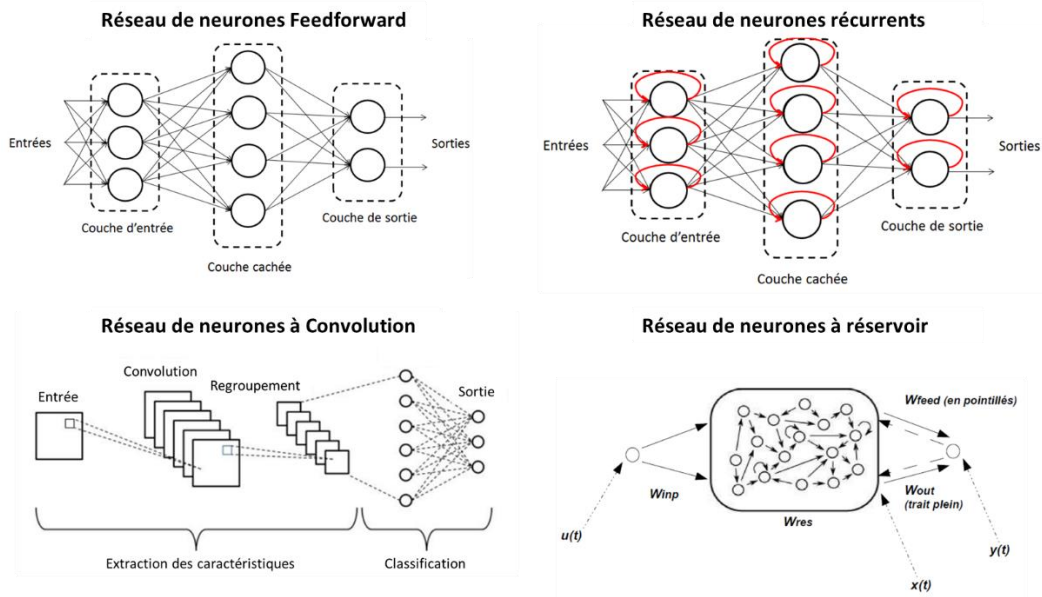 Réseau de neurones Feedforward
Entrées
Sorties
Couche d'entrée
Couche de sortie
Couche cachée
Réseau de neurones récurrents
Entrées
Sorties
Couche d'entrée
Couche de sortie
Couche cachée
Réseau de neurones à Convolution
Convolution
Entrée
Regroupement
Sortie
Extraction des caractéristiques
Classification
Réseau de neurones à réservoir
Wfeed (en pointillés)
Winp
Wout
(trait plein)
Wres
u(t)
y(t)
x(t)